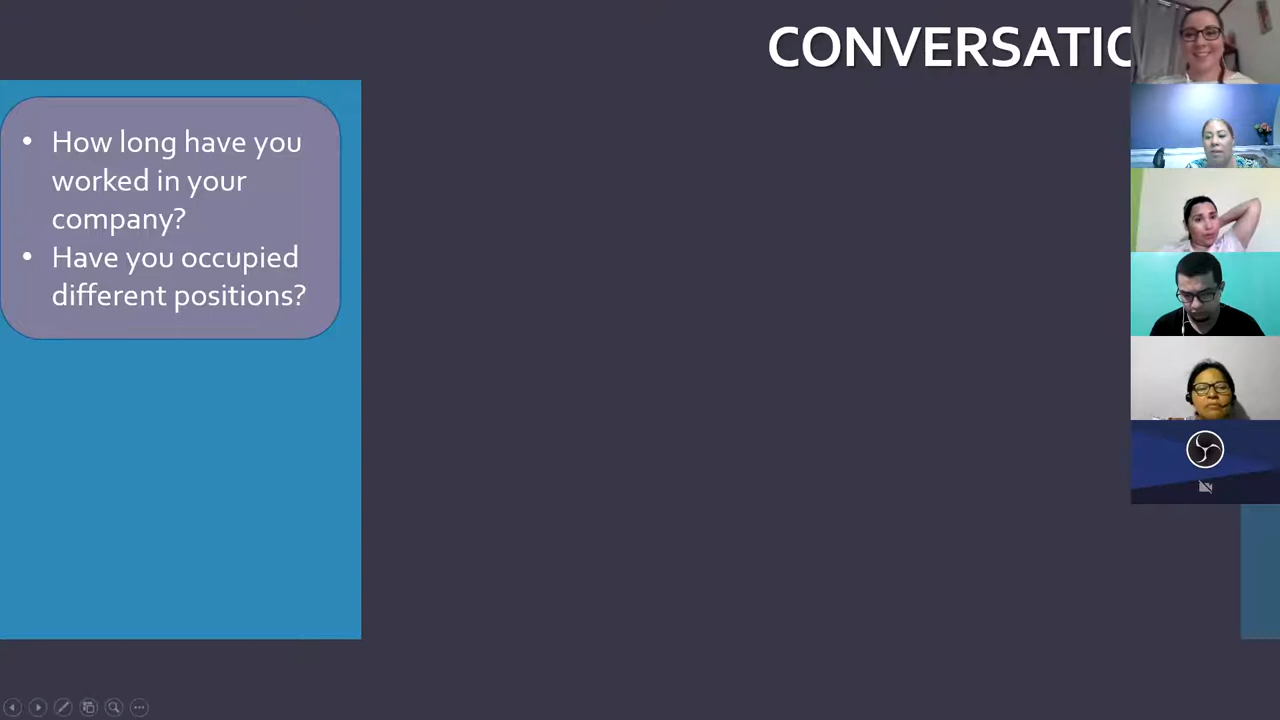 CONVERSATIO
• How long have you
worked in your
company?
• Have you occupied
different positions?